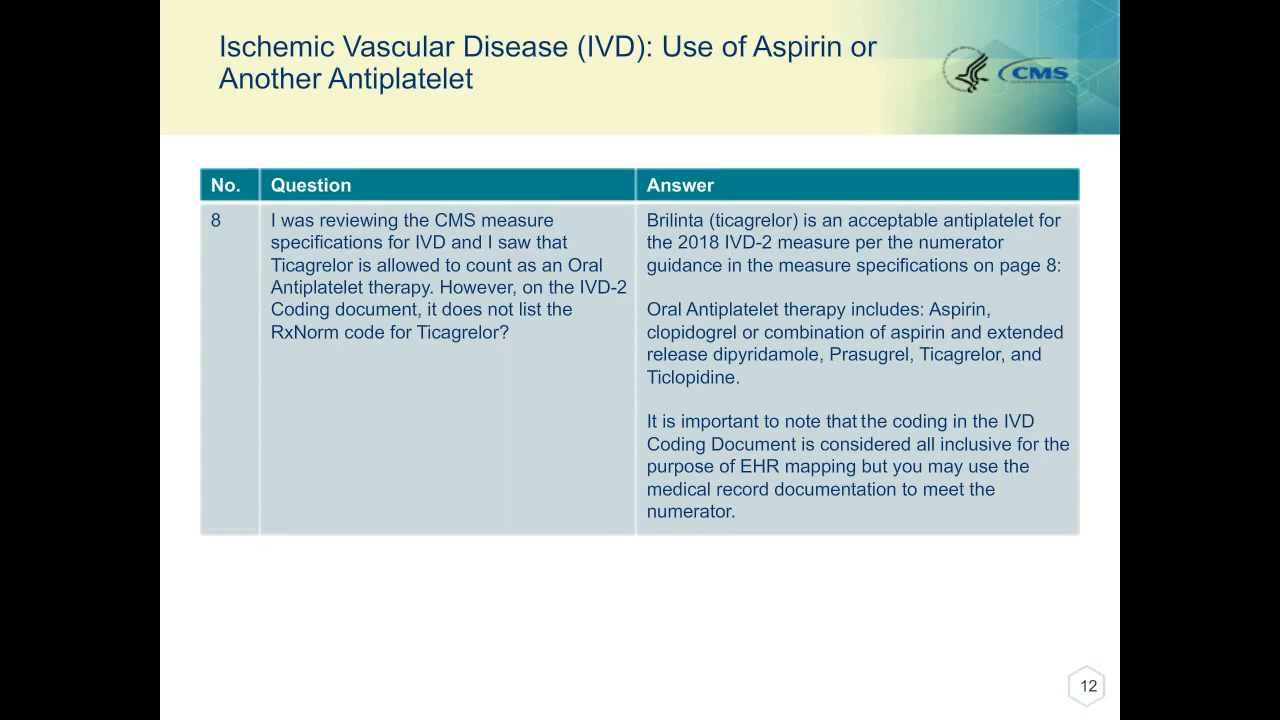 Ischemic Vascular Disease (IVD): Use of Aspirin or
Another Antiplatelet
CMS
No.
Question
Answer
8
I was reviewing the CMS measure
specifications for IVD and I saw that
Ticagrelor is allowed to count as an Oral
Antiplatelet therapy. However, on the IVD-2
Coding document, it does not list the
RxNorm code for Ticagrelor?
Brilinta (ticagrelor) is an acceptable antiplatelet for
the 2018 IVD-2 measure per the numerator
guidance in the measure specifications on page 8:
Oral Antiplatelet therapy includes: Aspirin,
clopidogrel or combination of aspirin and extended
release dipyridamole, Prasugrel, Ticagrelor, and
Ticlopidine.
It is important to note that the coding in the IVD
Coding Document is considered all inclusive for the
purpose of EHR mapping but you may use the
medical record documentation to meet the
numerator.
12